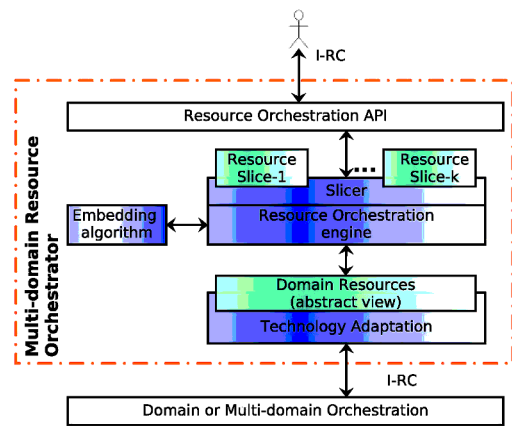 I-RC
Resource Orchestration API
Resource
Slice-1
...
Resource
Slice-k
Slicer
Embedding
algorithm
Resource Orchestration
engine
Domain Resources
(abstract view)
Technology Adaptation
Multi-domain Resource
Orchestrator
I-RC
Domain or Multi-domain Orchestration